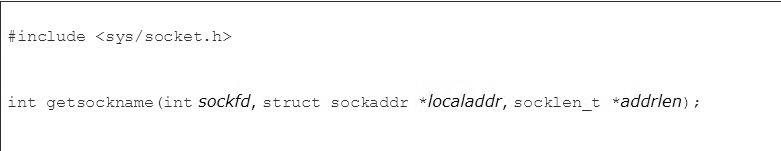 #include <sys/socket.h>
int getsockname(int sockfd, struct sockaddr *localaddr, socklen_t *addrlen);